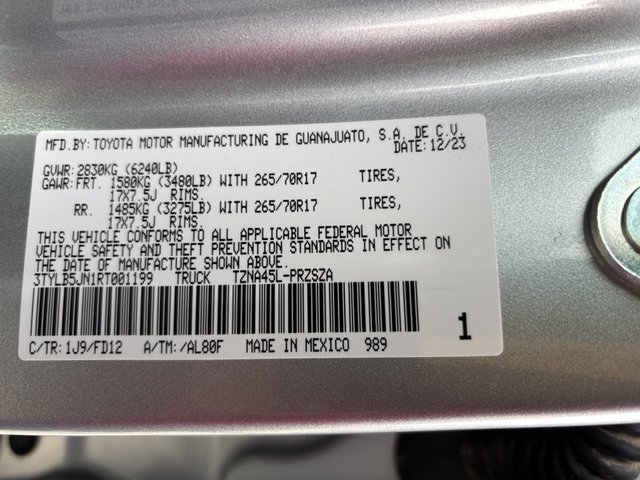 MFD.BY: TOYOTA MOTOR MANUFACTURING DE GUANAJUATO, S.A. DE C.V.
DATE: 12/23
GVWR: 2830KG (6240LB)
GAWR: FRT. 1580KG (3480LB) WITH 265/70R17 TIRES,
17X7.5J RIMS.
RR. 1485KG (3275LB) WITH 265/70R17 TIRES,
17X7.5J RIMS.
THIS VEHICLE CONFORMS TO ALL APPLICABLE FEDERAL MOTOR
VEHICLE SAFETY AND THEFT PREVENTION STANDARDS IN EFFECT ON
THE DATE OF MANUFACTURE SHOWN ABOVE.
3TYLB5JN1RT001199 TRUCK TZNA45L-PRZSZA
1
C/TR: 1J9/FD12 A/TM: /AL80F MADE IN MEXICO 989